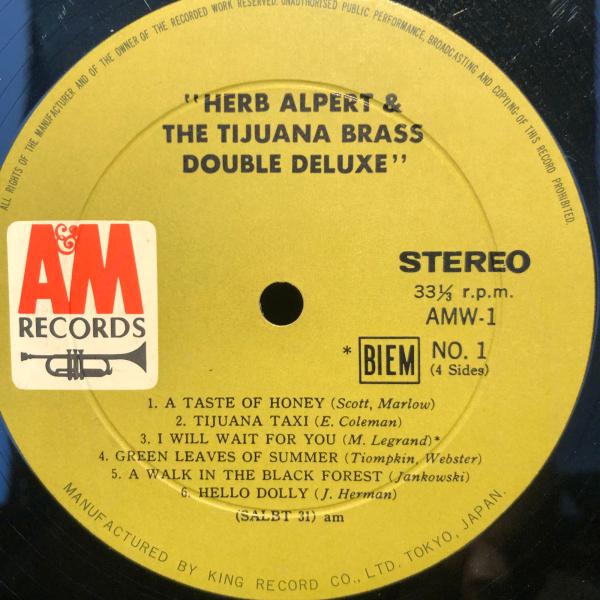 ALL RIGHTS OF THE MANUFACTURER AND OF THE OWNER OF THE RECORDED WORK RESERVED. UNAUTHORISED PUBLIC PERFORMANCE, BROADCASTING AND COPYING OF THIS RECORD PROHIBITED.
"HERB ALPERT &
THE TIJUANA BRASS
DOUBLE DELUXE"
A&M
RECORDS
STEREO
33⅓ r.p.m.
AMW-1
* BIEM NO. 1
(4 Sides)
1. A TASTE OF HONEY (Scott, Marlow)
2. TIJUANA TAXI (E. Coleman)
3. I WILL WAIT FOR YOU (M. Legrand)*
4. GREEN LEAVES OF SUMMER (Tiompkin, Webster)
5. A WALK IN THE BLACK FOREST (Jankowski)
6. HELLO DOLLY (J. Herman)
(SALBT 31) am
MANUFACTURED BY KING RECORD CO., LTD. TOKYO, JAPAN.